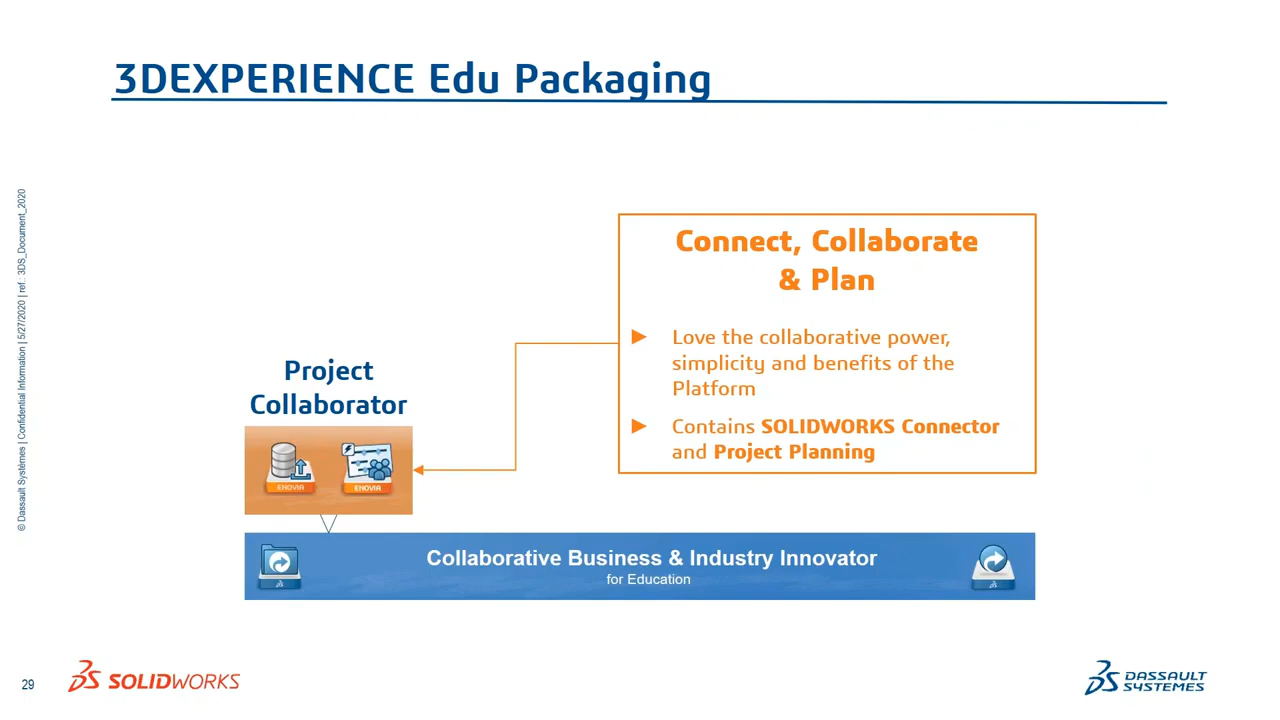 3DEXPERIENCE Edu Packaging
© Dassault Systèmes | Confidential Information | 5/27/2020 | ref.: 3DS_Document_2020
Connect, Collaborate
& Plan
► Love the collaborative power,
simplicity and benefits of the
Platform
► Contains SOLIDWORKS Connector
and Project Planning
Project
Collaborator
ENOVIA
ENOVIA
Collaborative Business & Industry Innovator
for Education
29
SOLIDWORKS
DASSAULT
SYSTEMES